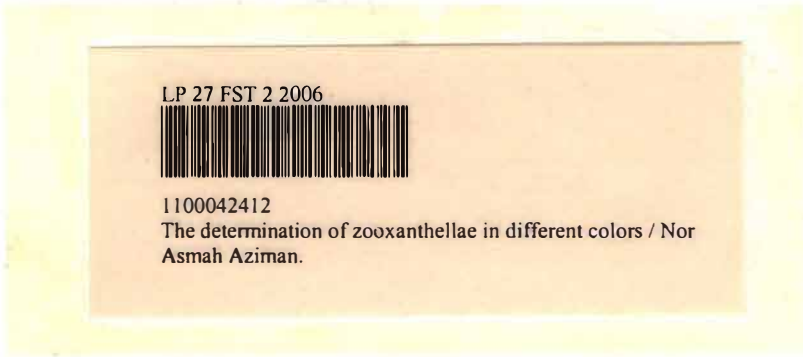 LP 27 FST 2 2006
1100042412
The determination of zooxanthellae in different colors / Nor
Asmah Aziman.